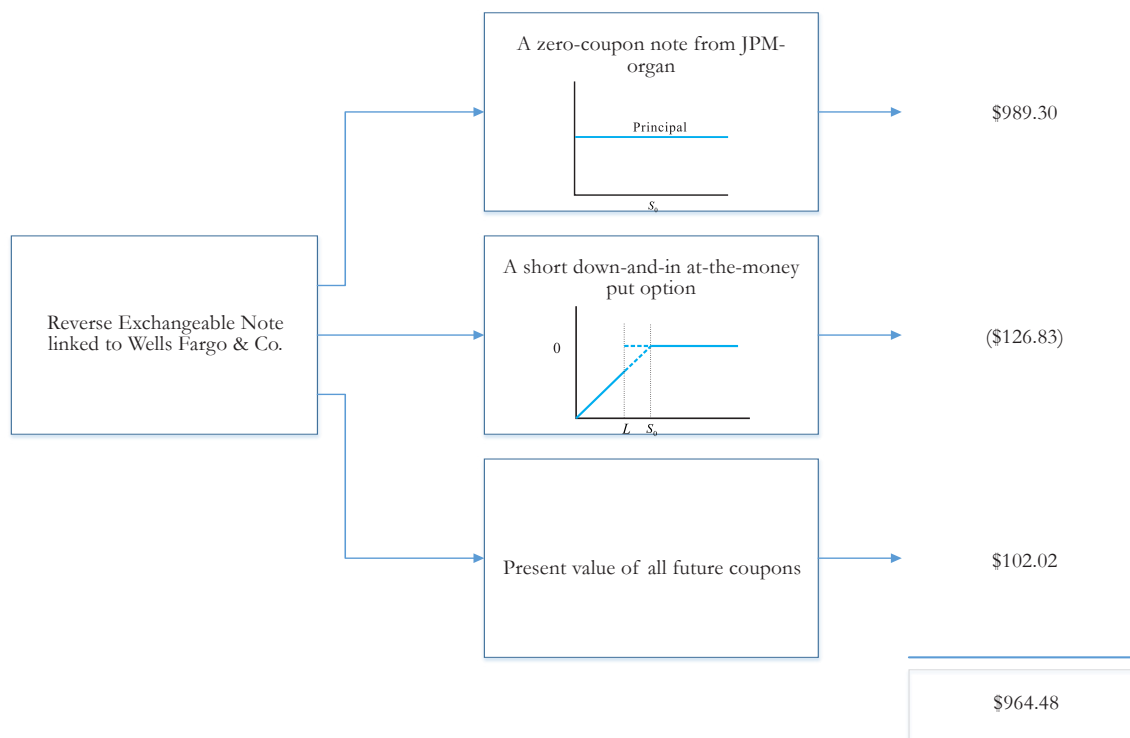 A zero-coupon note from JPM-
organ
Principal
S₀
$989.30
Reverse Exchangeable Note
linked to Wells Fargo & Co.
A short down-and-in at-the-money
put option
0
L S₀
($126.83)
Present value of all future coupons
$102.02
$964.48